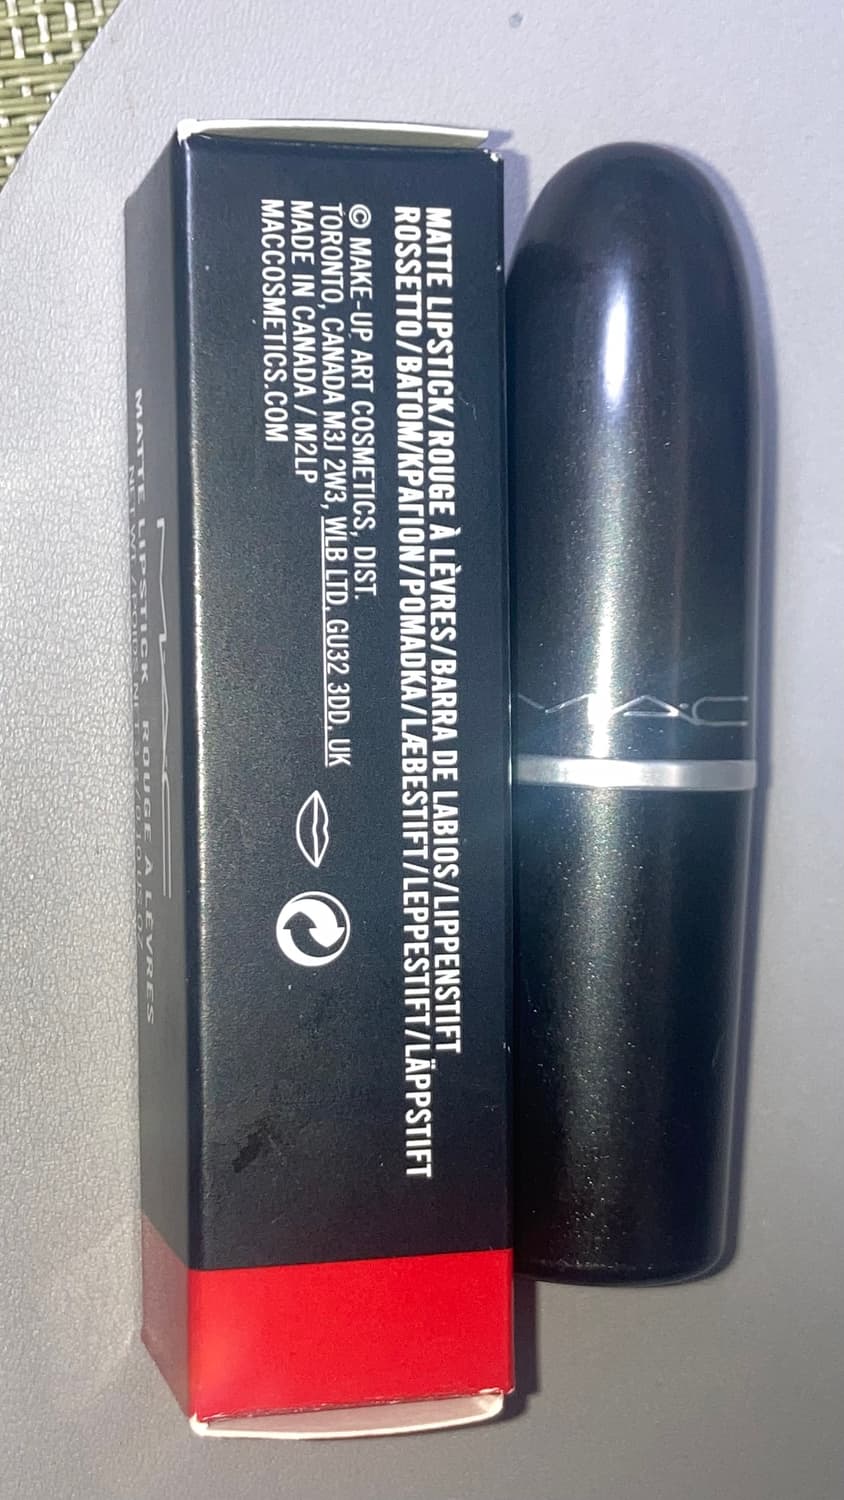 MATTE LIPSTICK/ROUGE À LÈVRES/BARRA DE LABIOS/LIPPENSTIFT
ROSSETTO/BATOM/ΚΡΑΓΙΟΝ/POMADKA/LÆBESTIFT/LEPPESTIFT/LÄPPSTIFT
© MAKE-UP ART COSMETICS, DIST.
TORONTO, CANADA M3J 2W3, WLB LTD, GU32 3DD, UK
MADE IN CANADA / M2LP
MACCOSMETICS.COM
MAC
MATTE LIPSTICK ROUGE À LÈVRES
MAC